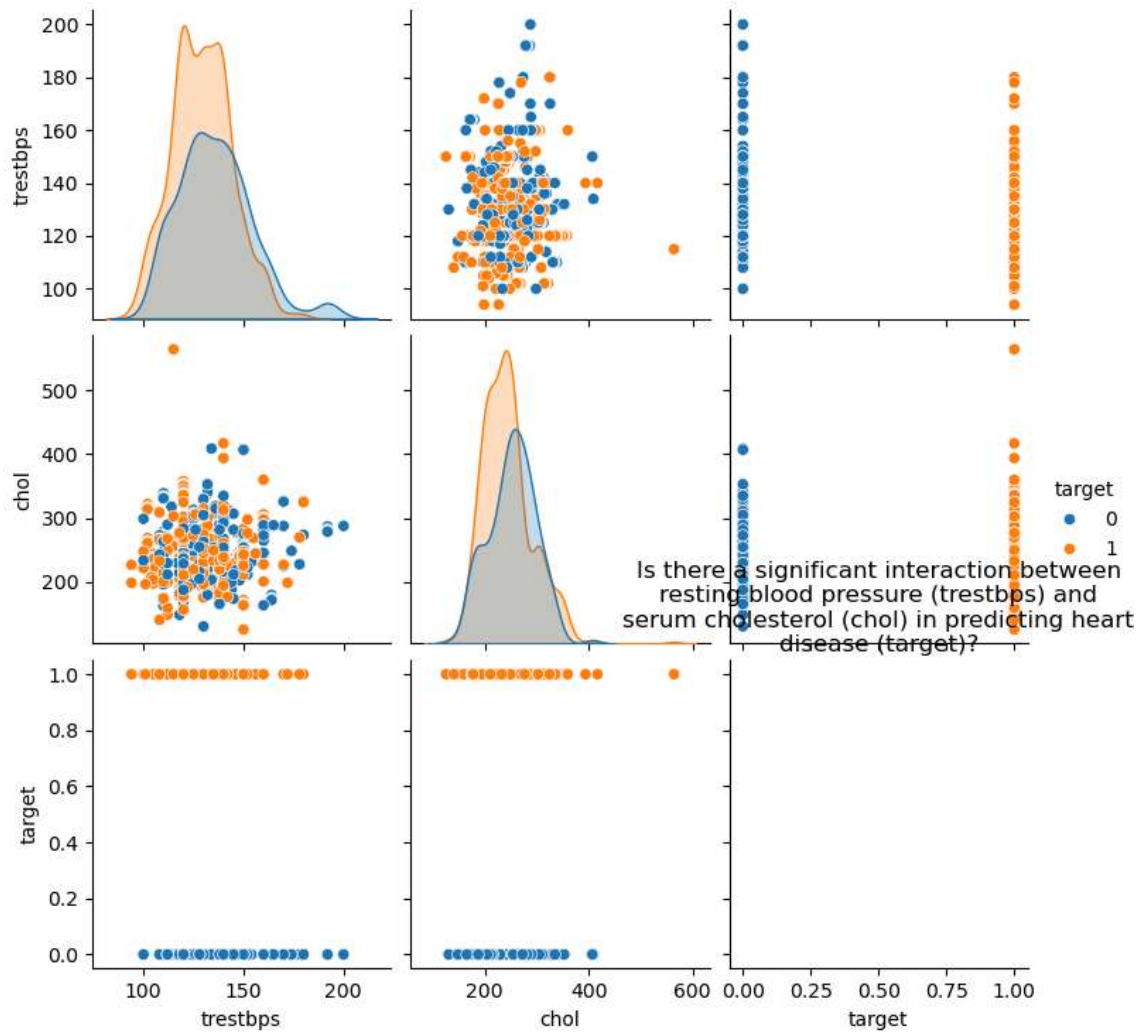 200
180
160
140
120
100
trestbps
500
400
300
200
chol
target
0
1
Is there a significant interaction between
resting blood pressure (trestbps) and
serum cholesterol (chol) in predicting heart
disease (target)?
1.0
0.8
0.6
0.4
0.2
0.0
target
100 150 200
200 400 600
0.00 0.25 0.50 0.75 1.00
trestbps
chol
target